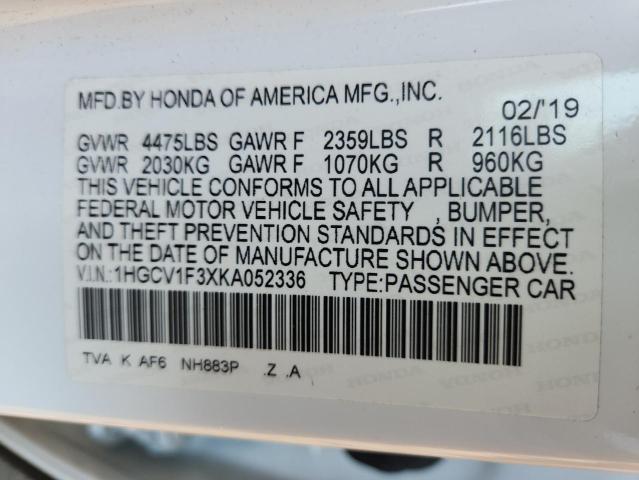 MFD.BY HONDA OF AMERICA MFG.,INC.
02/'19
GVWR 4475LBS GAWR F 2359LBS R 2116LBS
GVWR 2030KG GAWR F 1070KG R 960KG
THIS VEHICLE CONFORMS TO ALL APPLICABLE
FEDERAL MOTOR VEHICLE SAFETY , BUMPER,
AND THEFT PREVENTION STANDARDS IN EFFECT
ON THE DATE OF MANUFACTURE SHOWN ABOVE.
V.I.N.:1HGCV1F3XKA052336 TYPE:PASSENGER CAR
TVA K AF6 NH883P .Z .A